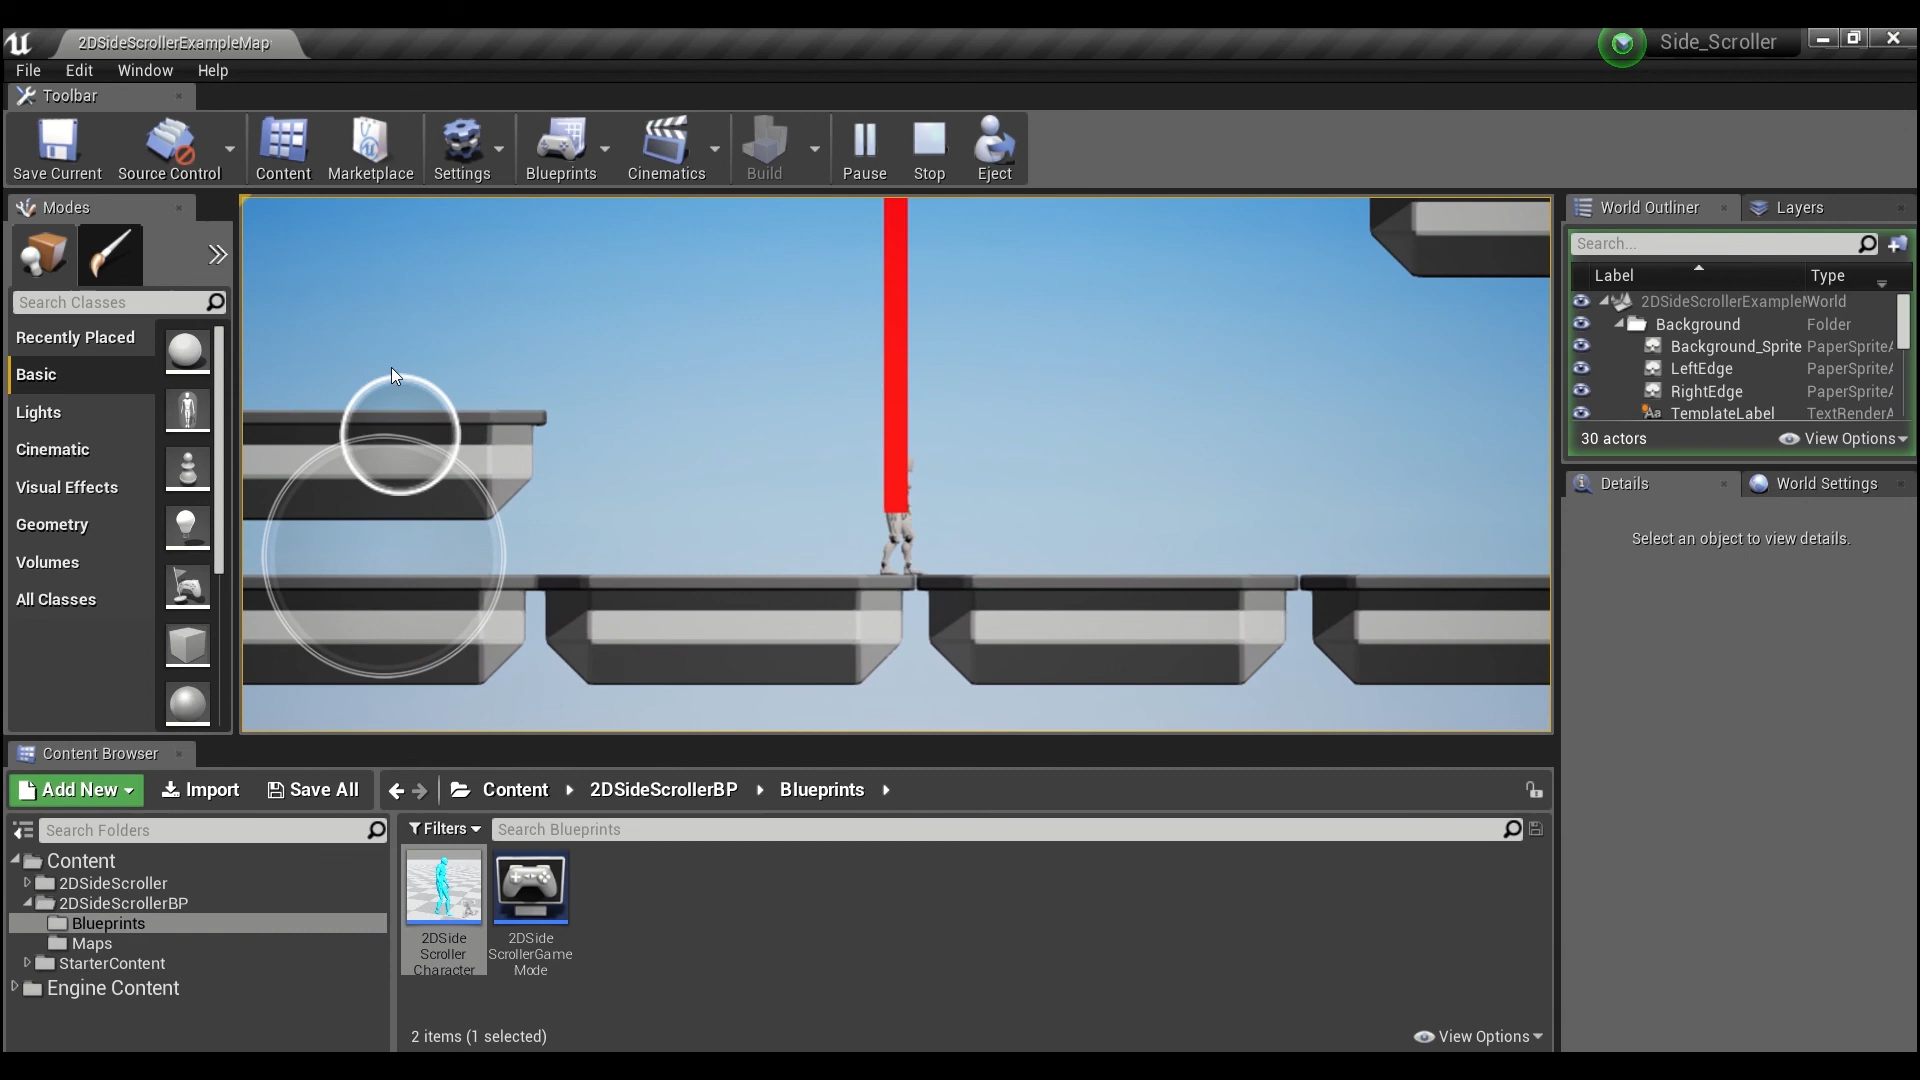 2DSideScrollerExampleMap
Side_Scroller
File Edit Window Help
Toolbar
Save Current Source Control Content Marketplace Settings Blueprints Cinematics Build Pause Stop Eject
Modes
Search Classes
Recently Placed
Basic
Lights
Cinematic
Visual Effects
Geometry
Volumes
All Classes
World Outliner Layers
Search...
Label Type
2DSideScrollerExample World
Background Folder
Background_Sprite PaperSprite
LeftEdge PaperSprite
RightEdge PaperSprite
TemplateLabel TextRender
30 actors View Options
Details World Settings
Select an object to view details.
Content Browser
Add New Import Save All Content 2DSideScrollerBP Blueprints
Search Folders
Content
2DSideScroller
2DSideScrollerBP
Blueprints
Maps
StarterContent
Engine Content
Filters Search Blueprints
2DSide
Scroller
Character
2DSide
ScrollerGame
Mode
2 items (1 selected) View Options